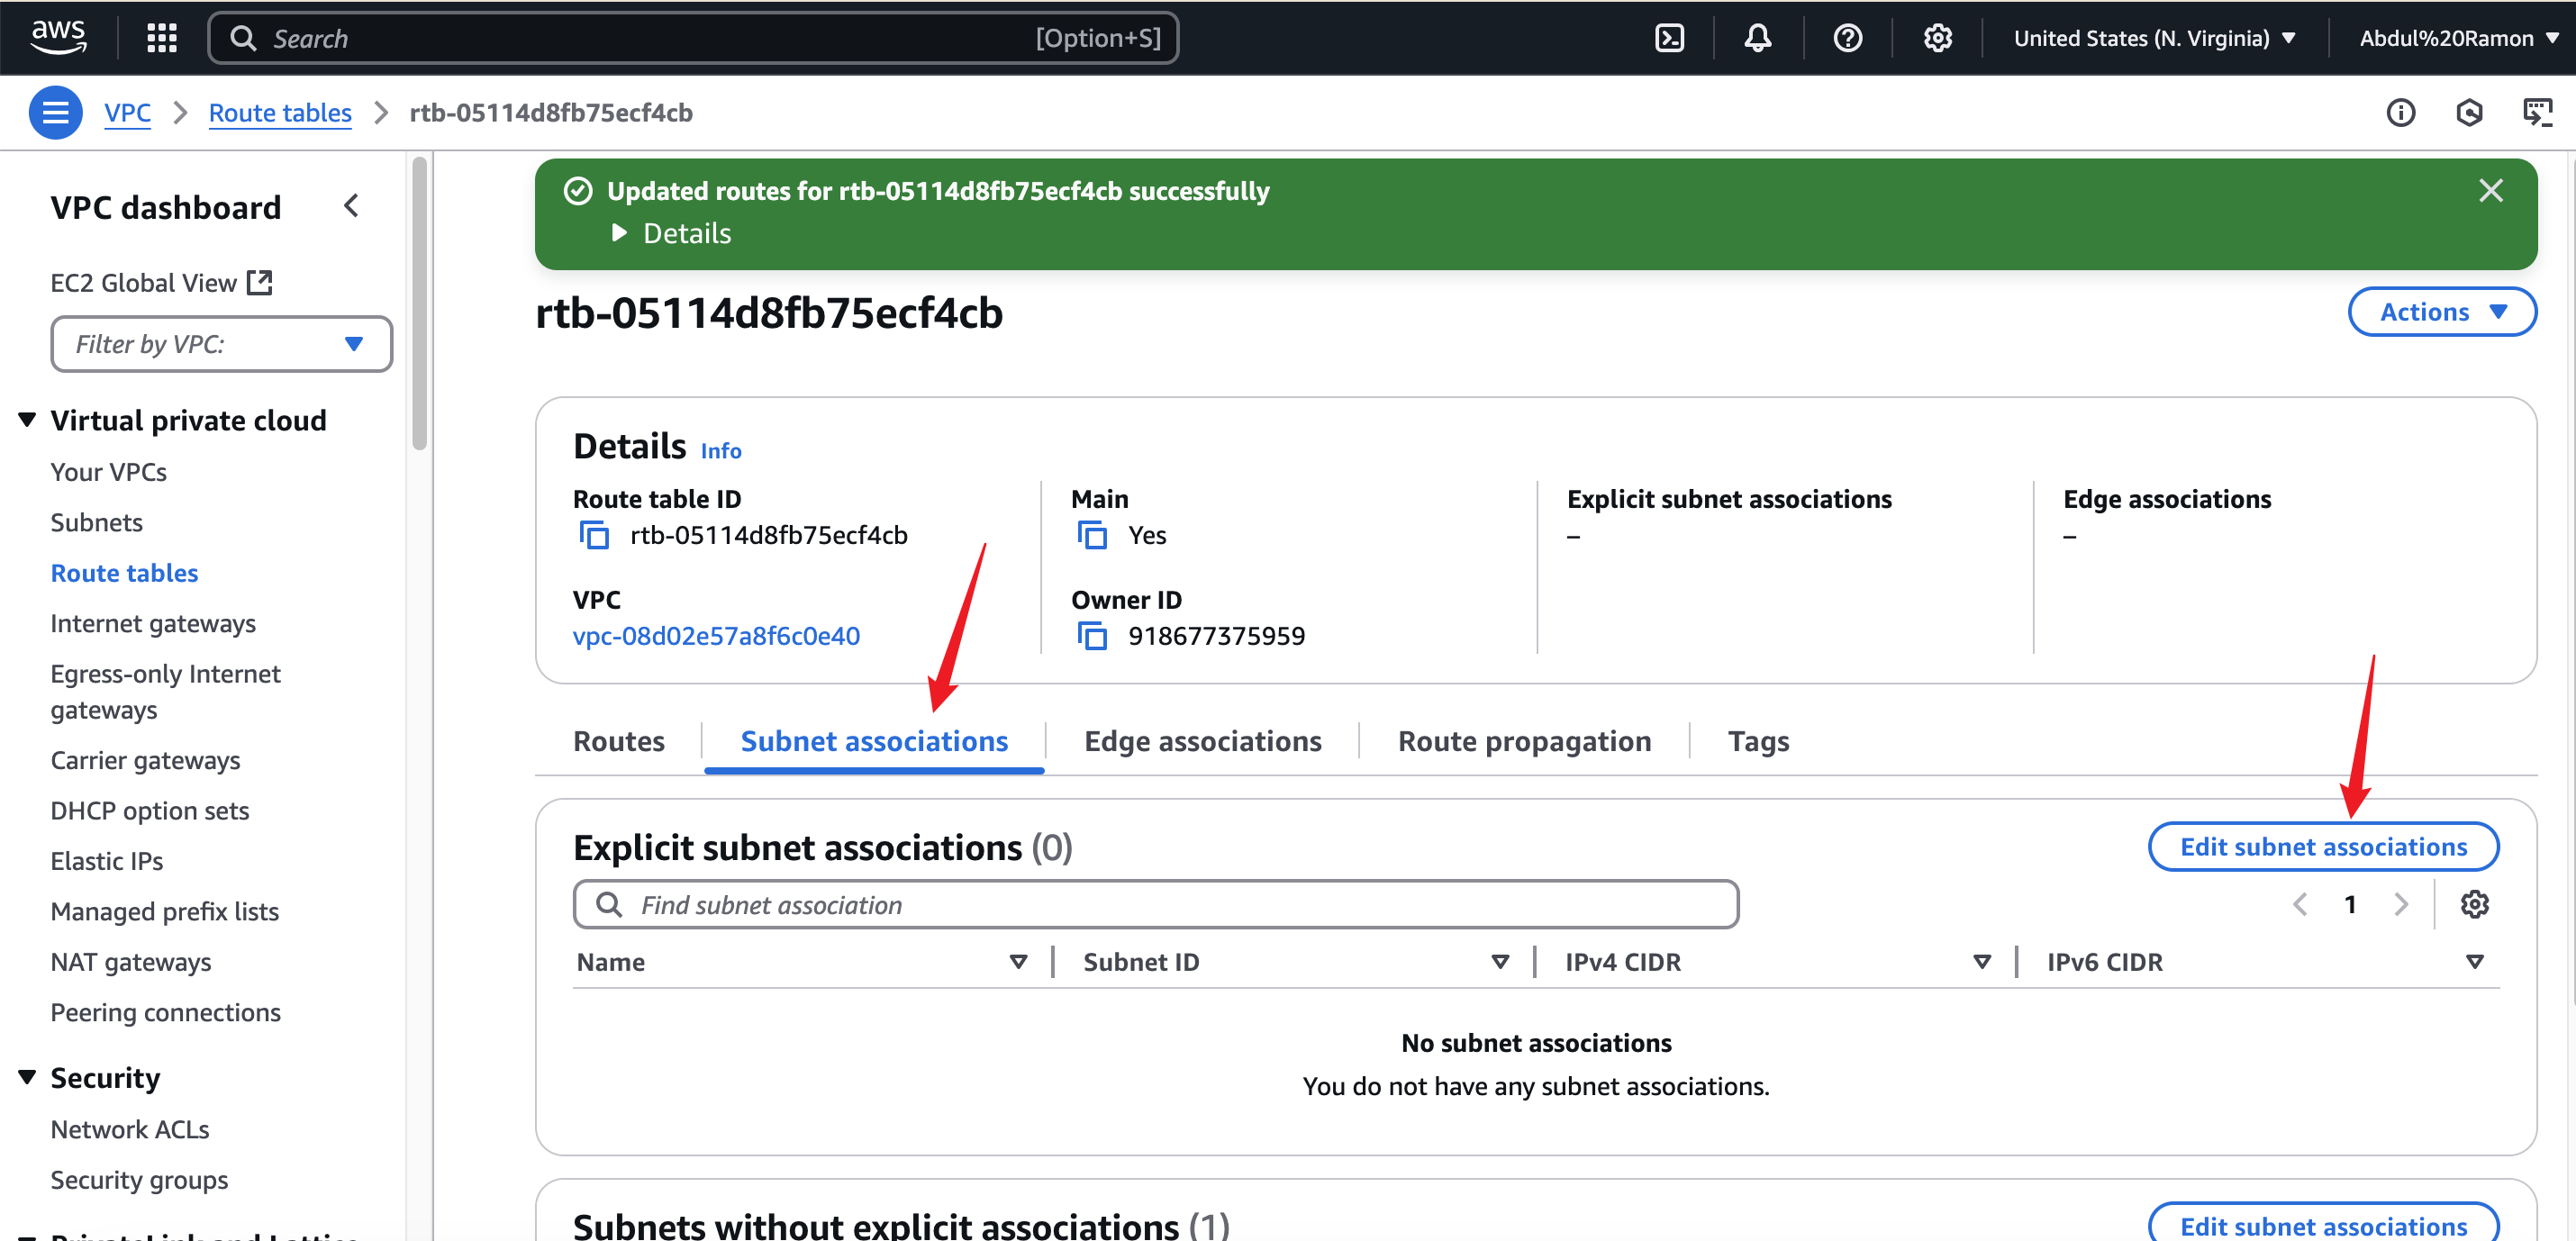 aws
Search
[Option+S]
United States (N. Virginia)
Abdul%20Ramon
VPC
Route tables
rtb-05114d8fb75ecf4cb
VPC dashboard
EC2 Global View
Filter by VPC:
Virtual private cloud
Your VPCs
Subnets
Route tables
Internet gateways
Egress-only Internet
gateways
Carrier gateways
DHCP option sets
Elastic IPs
Managed prefix lists
NAT gateways
Peering connections
Security
Network ACLs
Security groups
PrivateLink and Lattice
Updated routes for rtb-05114d8fb75ecf4cb successfully
Details
rtb-05114d8fb75ecf4cb
Actions
Details Info
Route table ID
rtb-05114d8fb75ecf4cb
Main
Yes
Explicit subnet associations
–
Edge associations
–
VPC
vpc-08d02e57a8f6c0e40
Owner ID
918677375959
Routes
Subnet associations
Edge associations
Route propagation
Tags
Explicit subnet associations (0)
Edit subnet associations
Find subnet association
1
Name
Subnet ID
IPv4 CIDR
IPv6 CIDR
No subnet associations
You do not have any subnet associations.
Subnets without explicit associations (1)
Edit subnet associations